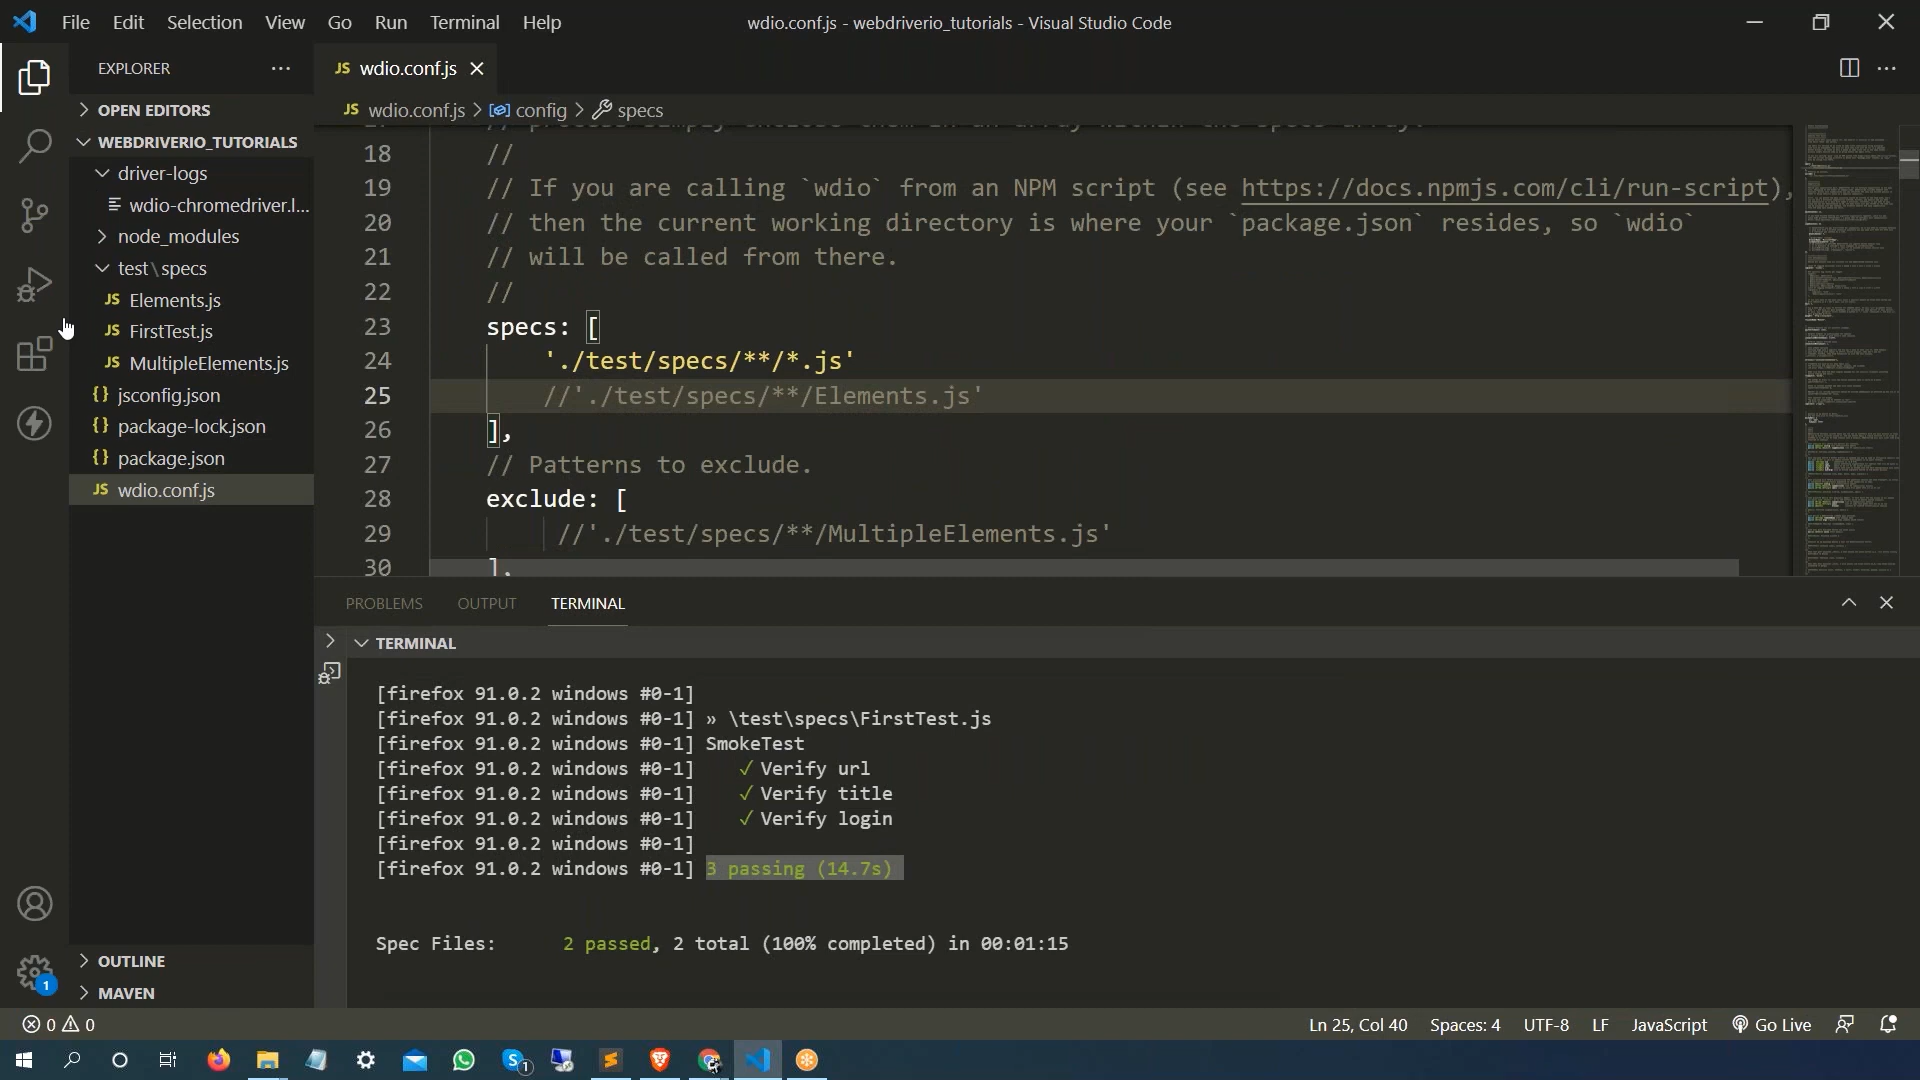 File Edit Selection View Go Run Terminal Help
wdio.conf.js - webdriverio_tutorials - Visual Studio Code
EXPLORER
JS wdio.conf.js
OPEN EDITORS
JS wdio.conf.js > config > specs
WEBDRIVERIO_TUTORIALS
driver-logs
wdio-chromedriver.l...
node_modules
test\specs
JS Elements.js
JS FirstTest.js
JS MultipleElements.js
{} jsconfig.json
{} package-lock.json
{} package.json
JS wdio.conf.js
OUTLINE
MAVEN
18 //
19 // If you are calling `wdio` from an NPM script (see https://docs.npmjs.com/cli/run-script),
20 // then the current working directory is where your `package.json` resides, so `wdio`
21 // will be called from there.
22 //
23 specs: [
24 './test/specs/**/*.js'
25 //'./test/specs/**/Elements.js'
26 ],
27 // Patterns to exclude.
28 exclude: [
29 //'./test/specs/**/MultipleElements.js'
30 ],
PROBLEMS OUTPUT TERMINAL
TERMINAL
[firefox 91.0.2 windows #0-1]
[firefox 91.0.2 windows #0-1] » \test\specs\FirstTest.js
[firefox 91.0.2 windows #0-1] SmokeTest
[firefox 91.0.2 windows #0-1] ✓ Verify url
[firefox 91.0.2 windows #0-1] ✓ Verify title
[firefox 91.0.2 windows #0-1] ✓ Verify login
[firefox 91.0.2 windows #0-1]
[firefox 91.0.2 windows #0-1] 3 passing (14.7s)
Spec Files: 2 passed, 2 total (100% completed) in 00:01:15
1
0 0
Ln 25, Col 40 Spaces: 4 UTF-8 LF JavaScript Go Live
1